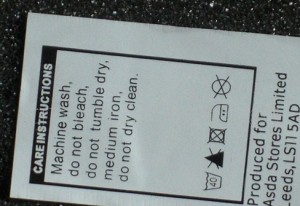 CARE INSTRUCTIONS
Machine wash,
do not bleach,
do not tumble dry,
medium iron,
do not dry clean.
40
Produced for
Asda Stores Limited
Leeds, LS11 5AD